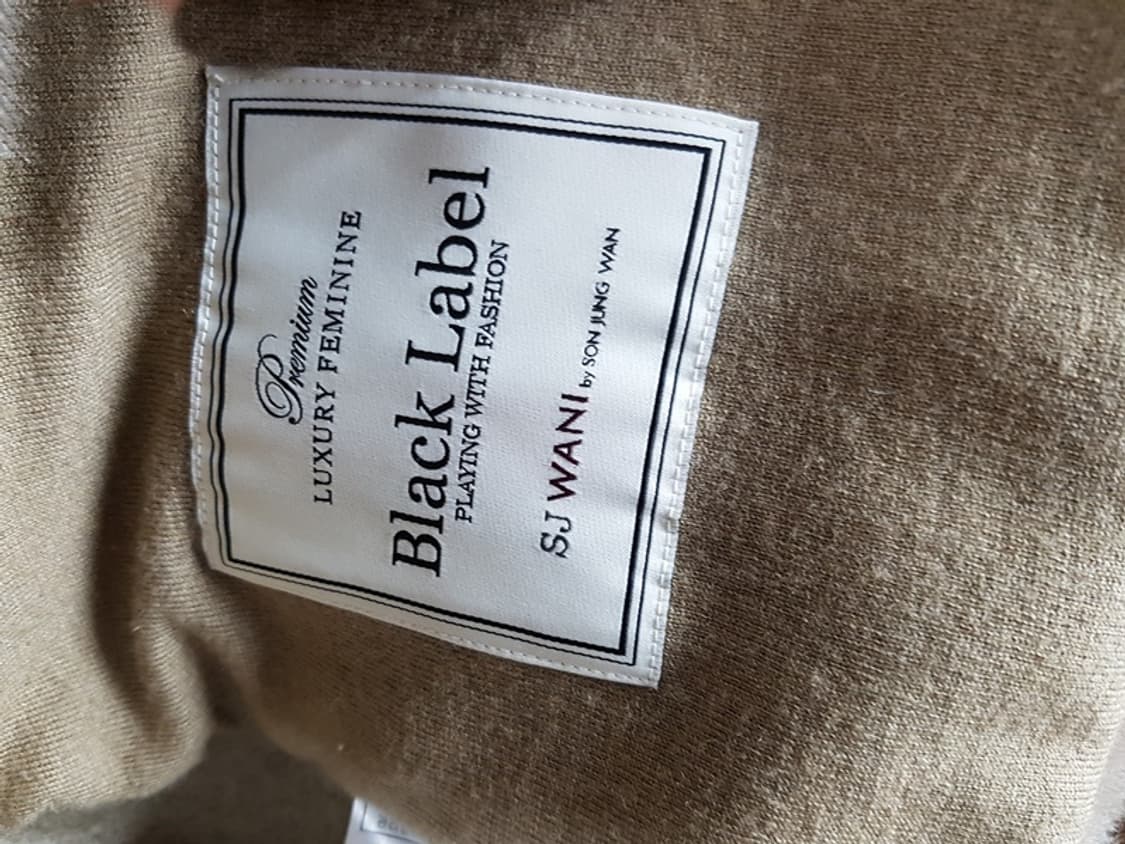 Premium
LUXURY FEMININE
Black Label
PLAYING WITH FASHION
SJ WANI by SON JUNG WAN